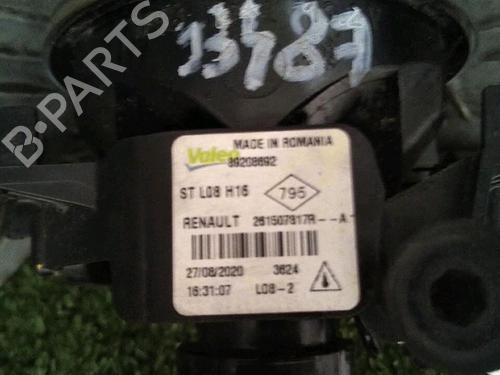 13487
B-PARTS
MADE IN ROMANIA
Valeo
89208692
ST L08 H16
795
RENAULT 261507817R--A
27/08/2020 3624
16:31:07 L08-2